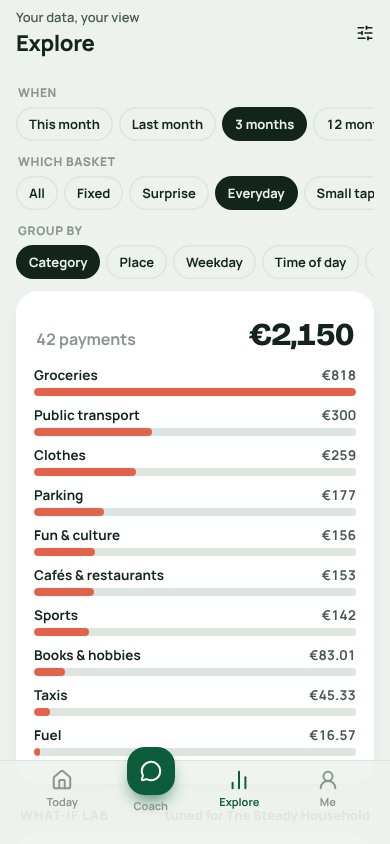 Your data, your view
Explore
WHEN
This month Last month 3 months 12 mon
WHICH BASKET
All Fixed Surprise Everyday Small tap
GROUP BY
Category Place Weekday Time of day
42 payments €2,150
Groceries €818
Public transport €300
Clothes €259
Parking €177
Fun & culture €156
Cafés & restaurants €153
Sports €142
Books & hobbies €83.01
Taxis €45.33
Fuel €16.57
Today Coach Explore Me
WHAT-IF LAB tuned for The Steady Household